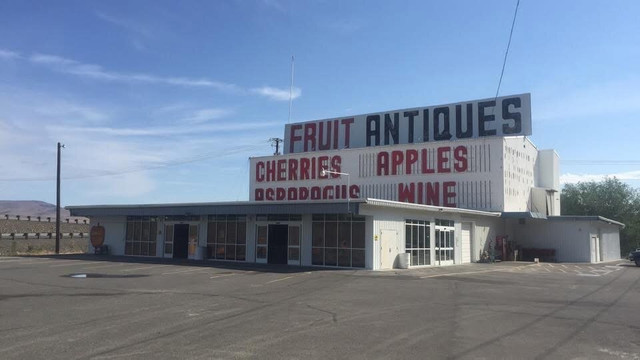 FRUIT ANTIQUES
CHERRIES APPLES
ASPARAGUS WINE